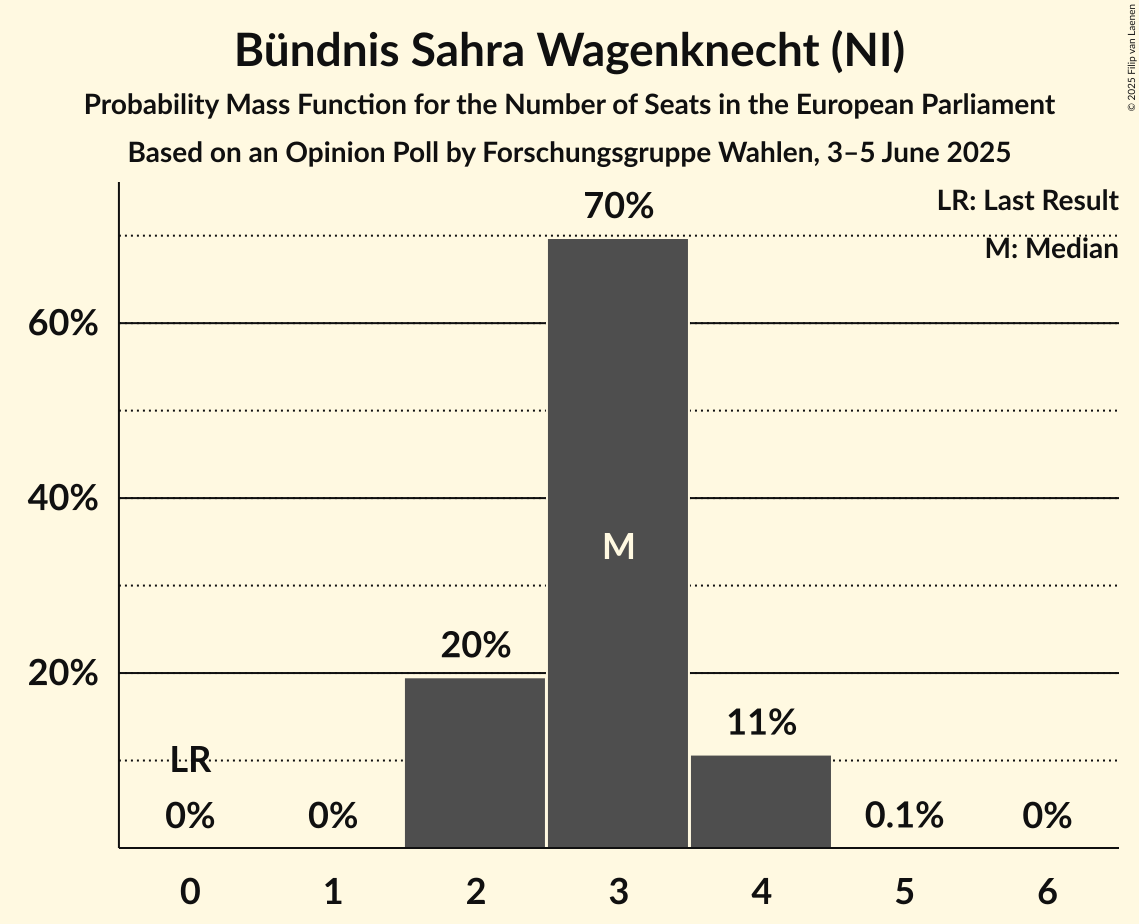 Bündnis Sahra Wagenknecht (NI)
Probability Mass Function for the Number of Seats in the European Parliament
Based on an Opinion Poll by Forschungsgruppe Wahlen, 3–5 June 2025
© 2025 Filip van Laenen
LR: Last Result
M: Median
70%
60%
40%
M
20%
20%
11%
LR
0%
0%
0.1%
0%
0
1
2
3
4
5
6